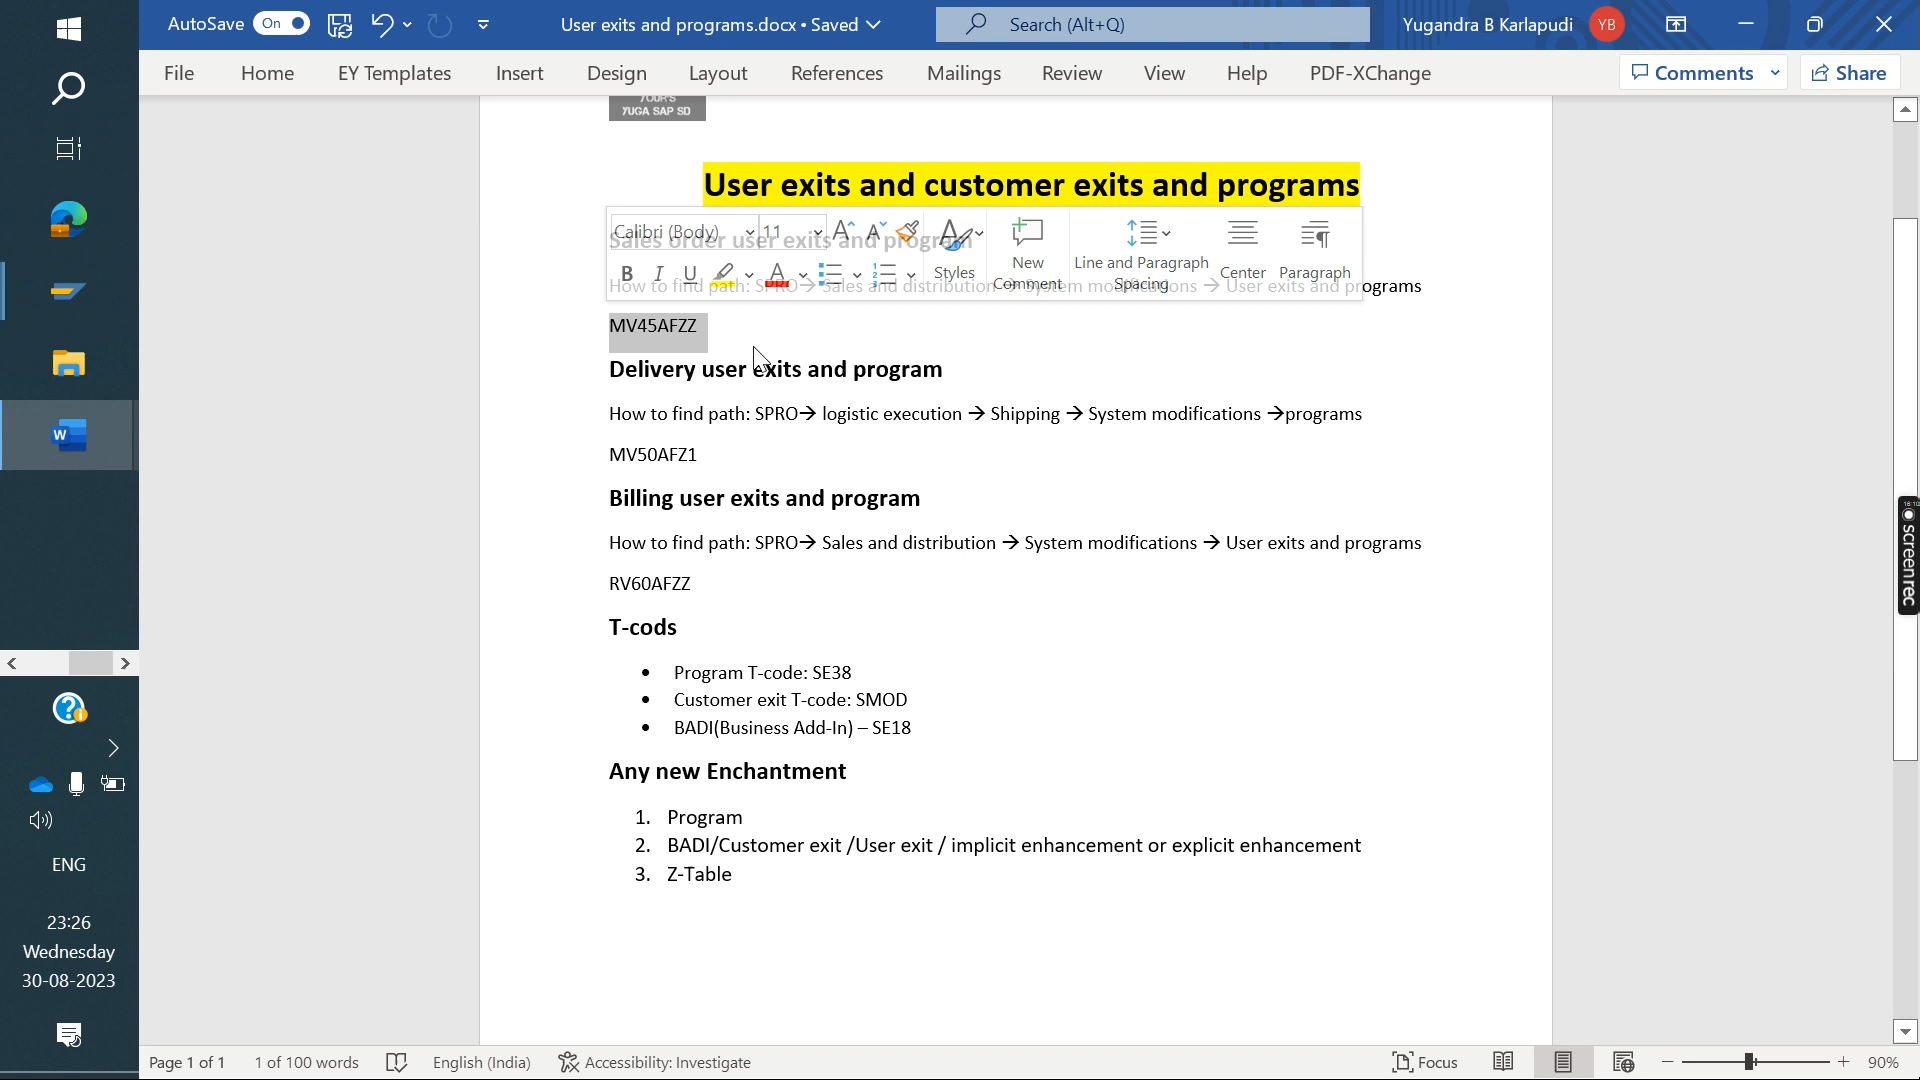 AutoSave On User exits and programs.docx • Saved Search (Alt+Q) Yugandra B Karlapudi YB
File Home EY Templates Insert Design Layout References Mailings Review View Help PDF-XChange Comments Share
YOUR'S
YUGA SAP SD
User exits and customer exits and programs
Calibri (Body) 11
Sales order user exits and program
B I U Styles New Comment Line and Paragraph Spacing Center Paragraph
How to find path: SPRO→ Sales and distribution → System modifications → User exits and programs
MV45AFZZ
Delivery user exits and program
How to find path: SPRO→ logistic execution → Shipping → System modifications →programs
MV50AFZ1
Billing user exits and program
How to find path: SPRO→ Sales and distribution → System modifications → User exits and programs
RV60AFZZ
T-cods
• Program T-code: SE38
• Customer exit T-code: SMOD
• BADI(Business Add-In) – SE18
Any new Enchantment
1. Program
2. BADI/Customer exit /User exit / implicit enhancement or explicit enhancement
3. Z-Table
ENG
23:26
Wednesday
30-08-2023
screenrec
Page 1 of 1 1 of 100 words English (India) Accessibility: Investigate Focus 90%